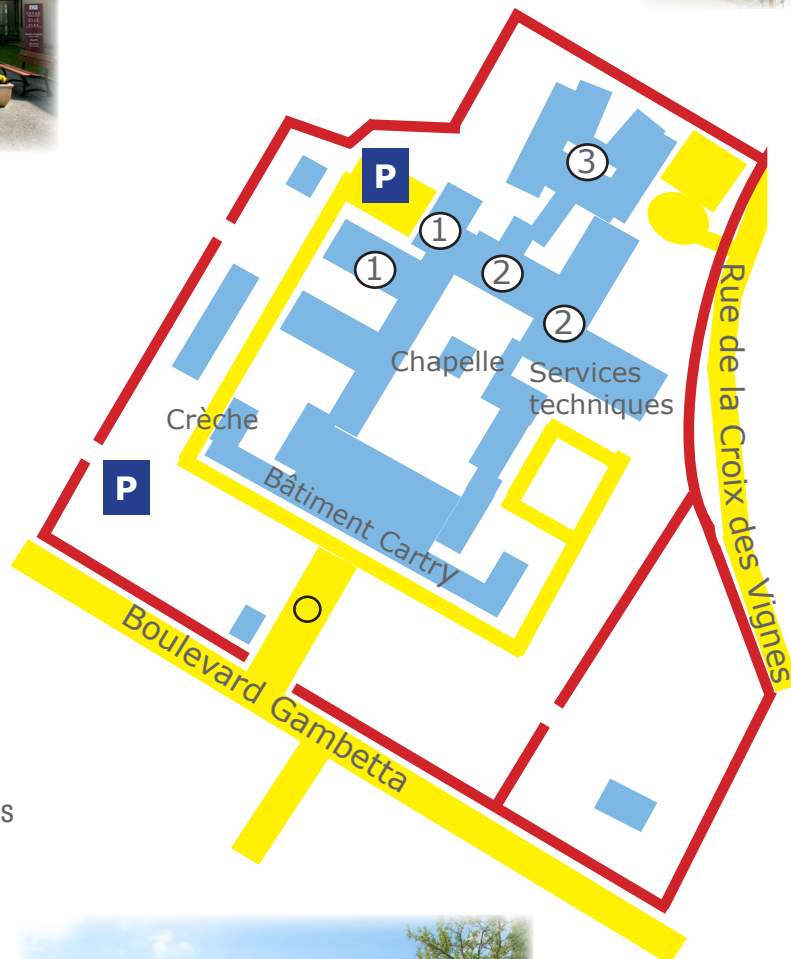 P
3
1
2
1
2
Rue de la Croix des Vignes
Chapelle
Services
techniques
Crèche
P
Bâtiment Cartry
Boulevard Gambetta
s